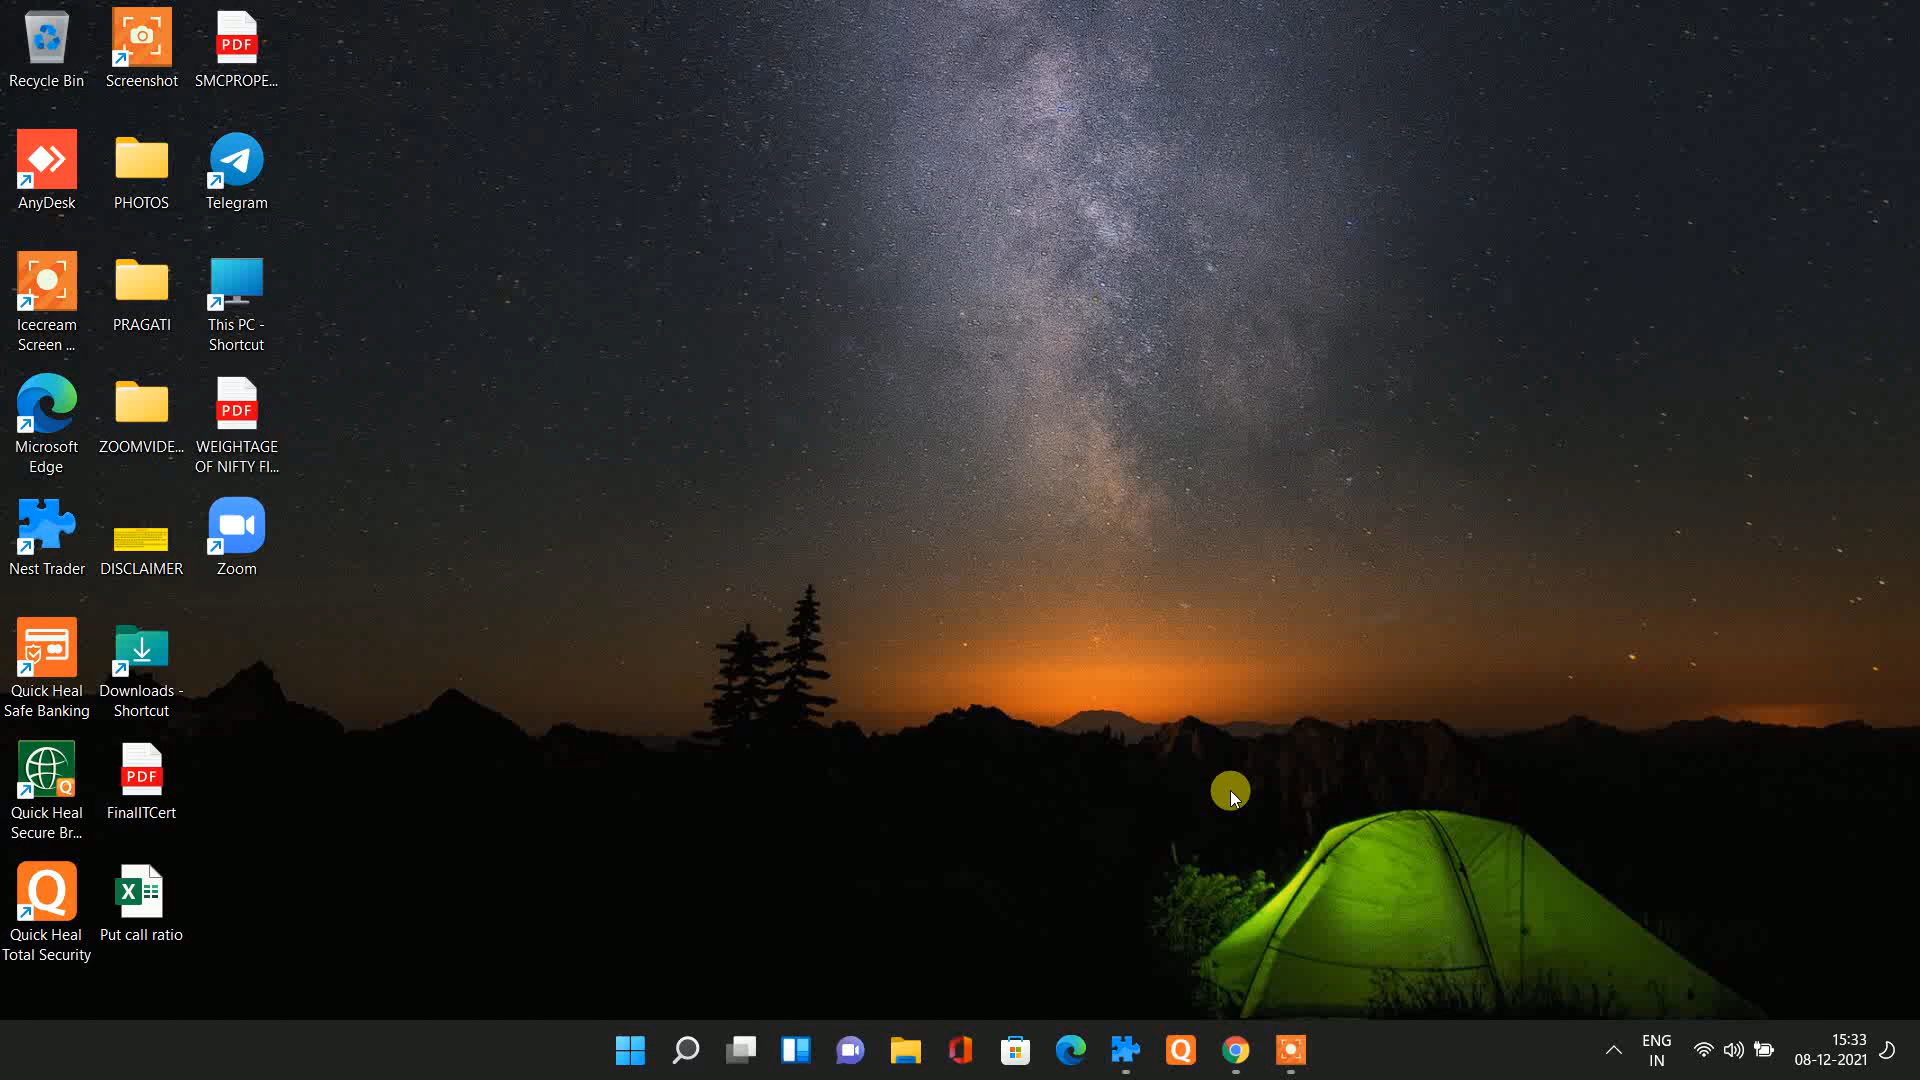 Recycle Bin
Screenshot
SMCPROPE...
AnyDesk
PHOTOS
Telegram
Icecream
Screen ...
PRAGATI
This PC -
Shortcut
Microsoft
Edge
ZOOMVIDE...
WEIGHTAGE
OF NIFTY FI...
Nest Trader
DISCLAIMER
Zoom
Quick Heal
Safe Banking
Downloads -
Shortcut
Quick Heal
Secure Br...
FinalITCert
Quick Heal
Total Security
Put call ratio
PDF
PDF
PDF
ENG
IN
15:33
08-12-2021